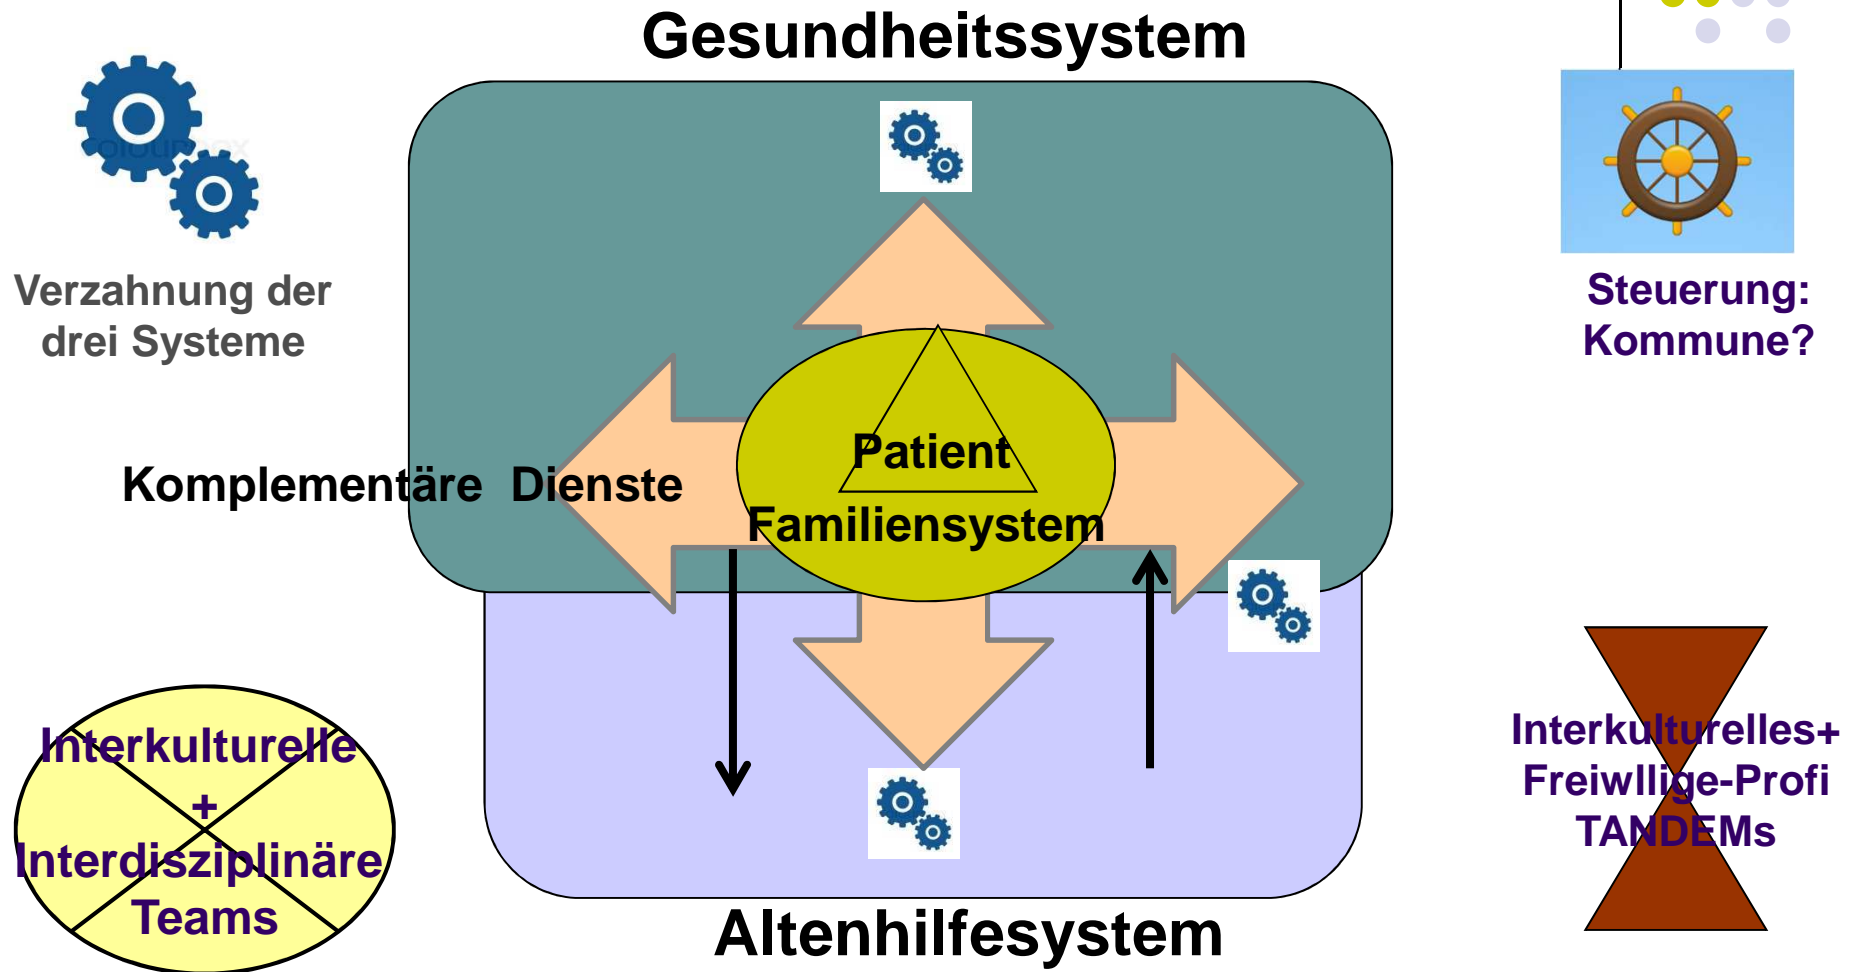 Gesundheitssystem
Verzahnung der
drei Systeme
Steuerung:
Kommune?
Patient
Komplementäre Dienste
Familiensystem
Interkulturelle
+
Interdisziplinäre
Teams
Interkulturelles+
Freiwllige-Profi
TANDEMs
Altenhilfesystem